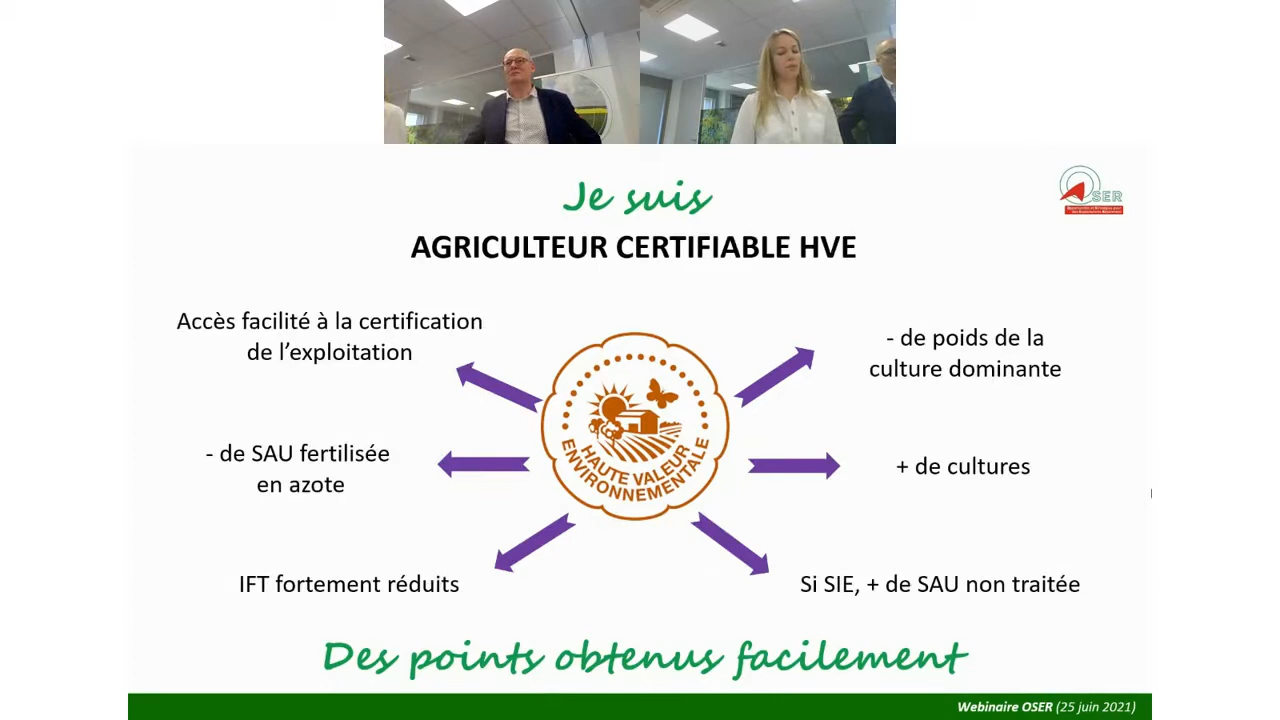 Je suis
SER
AGRICULTEUR CERTIFIABLE HVE
Accès facilité à la certification
de l’exploitation
- de poids de la
culture dominante
HAUTE VALEUR
ENVIRONNEMENTALE
- de SAU fertilisée
en azote
+ de cultures
IFT fortement réduits
Si SIE, + de SAU non traitée
Des points obtenus facilement
Webinaire OSER (25 juin 2021)